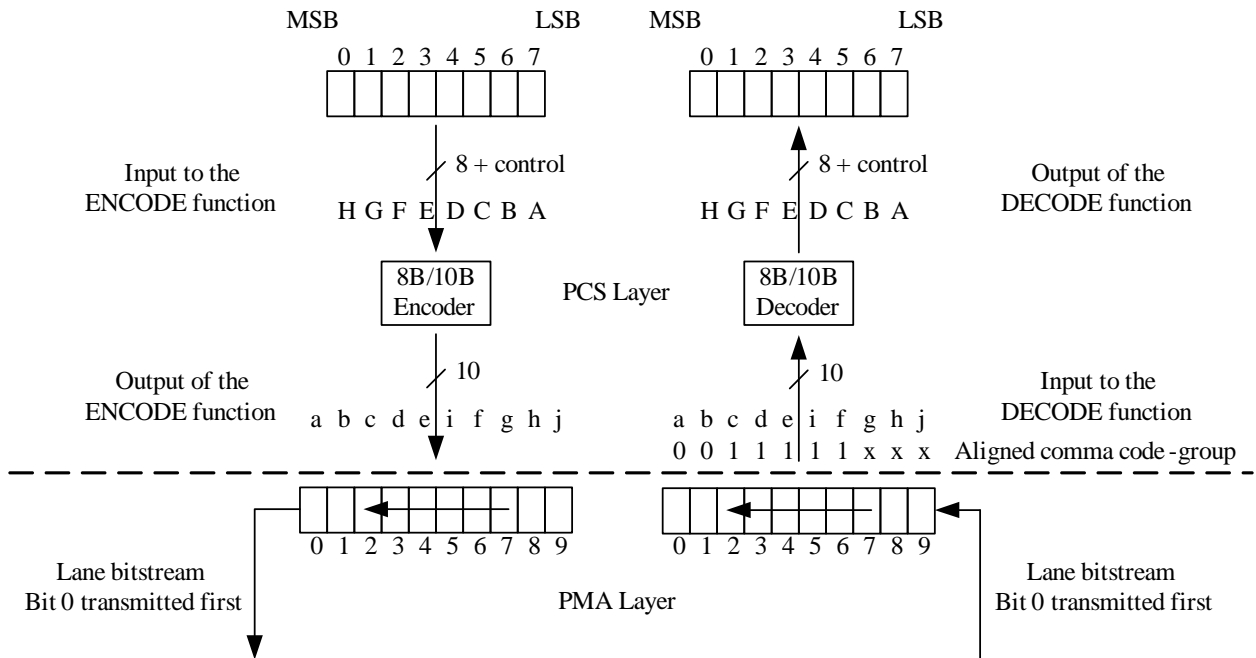 MSB LSB MSB LSB
0 1 2 3 4 5 6 7 0 1 2 3 4 5 6 7
Input to the
ENCODE function
8 + control
8 + control
Output of the
DECODE function
H G F E D C B A H G F E D C B A
8B/10B
Encoder
PCS Layer
8B/10B
Decoder
Output of the
ENCODE function
10
10
Input to the
DECODE function
a b c d e i f g h j a b c d e i f g h j
0 0 1 1 1 1 1 x x x Aligned comma code-group
0 1 2 3 4 5 6 7 8 9 0 1 2 3 4 5 6 7 8 9
Lane bitstream
Bit 0 transmitted first
PMA Layer
Lane bitstream
Bit 0 transmitted first